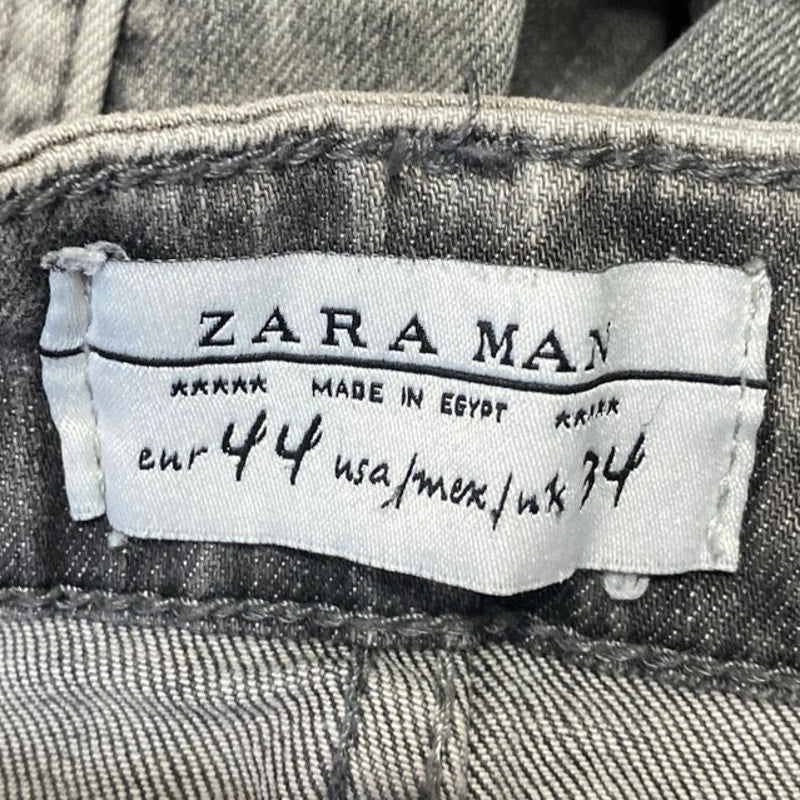 ZARA MAN
***** MADE IN EGYPT *****
eur 44 usa/mex/uk 34